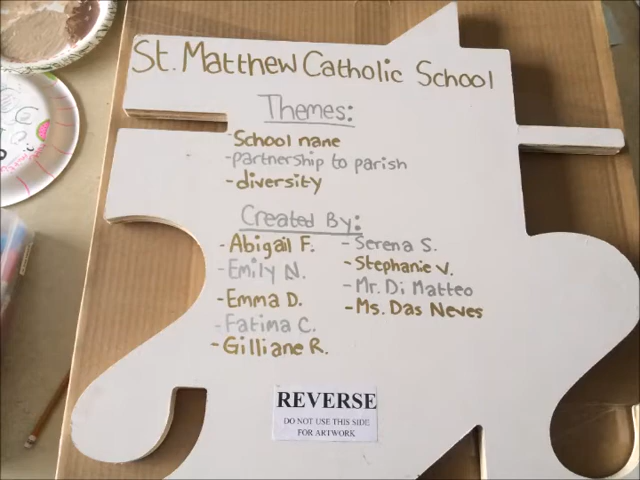 St. Matthew Catholic School
Themes:
- School name
- partnership to parish
- diversity
Created By:
- Abigail F.
- Emily N.
- Emma D.
- Fatima C.
- Gilliane R.
- Serena S.
- Stephanie V.
- Mr. Di Matteo
- Ms. Das Neves
REVERSE
DO NOT USE THIS SIDE
FOR ARTWORK